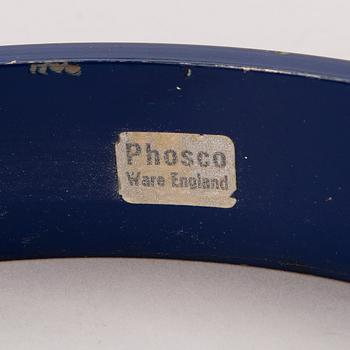 Phosco
Ware England